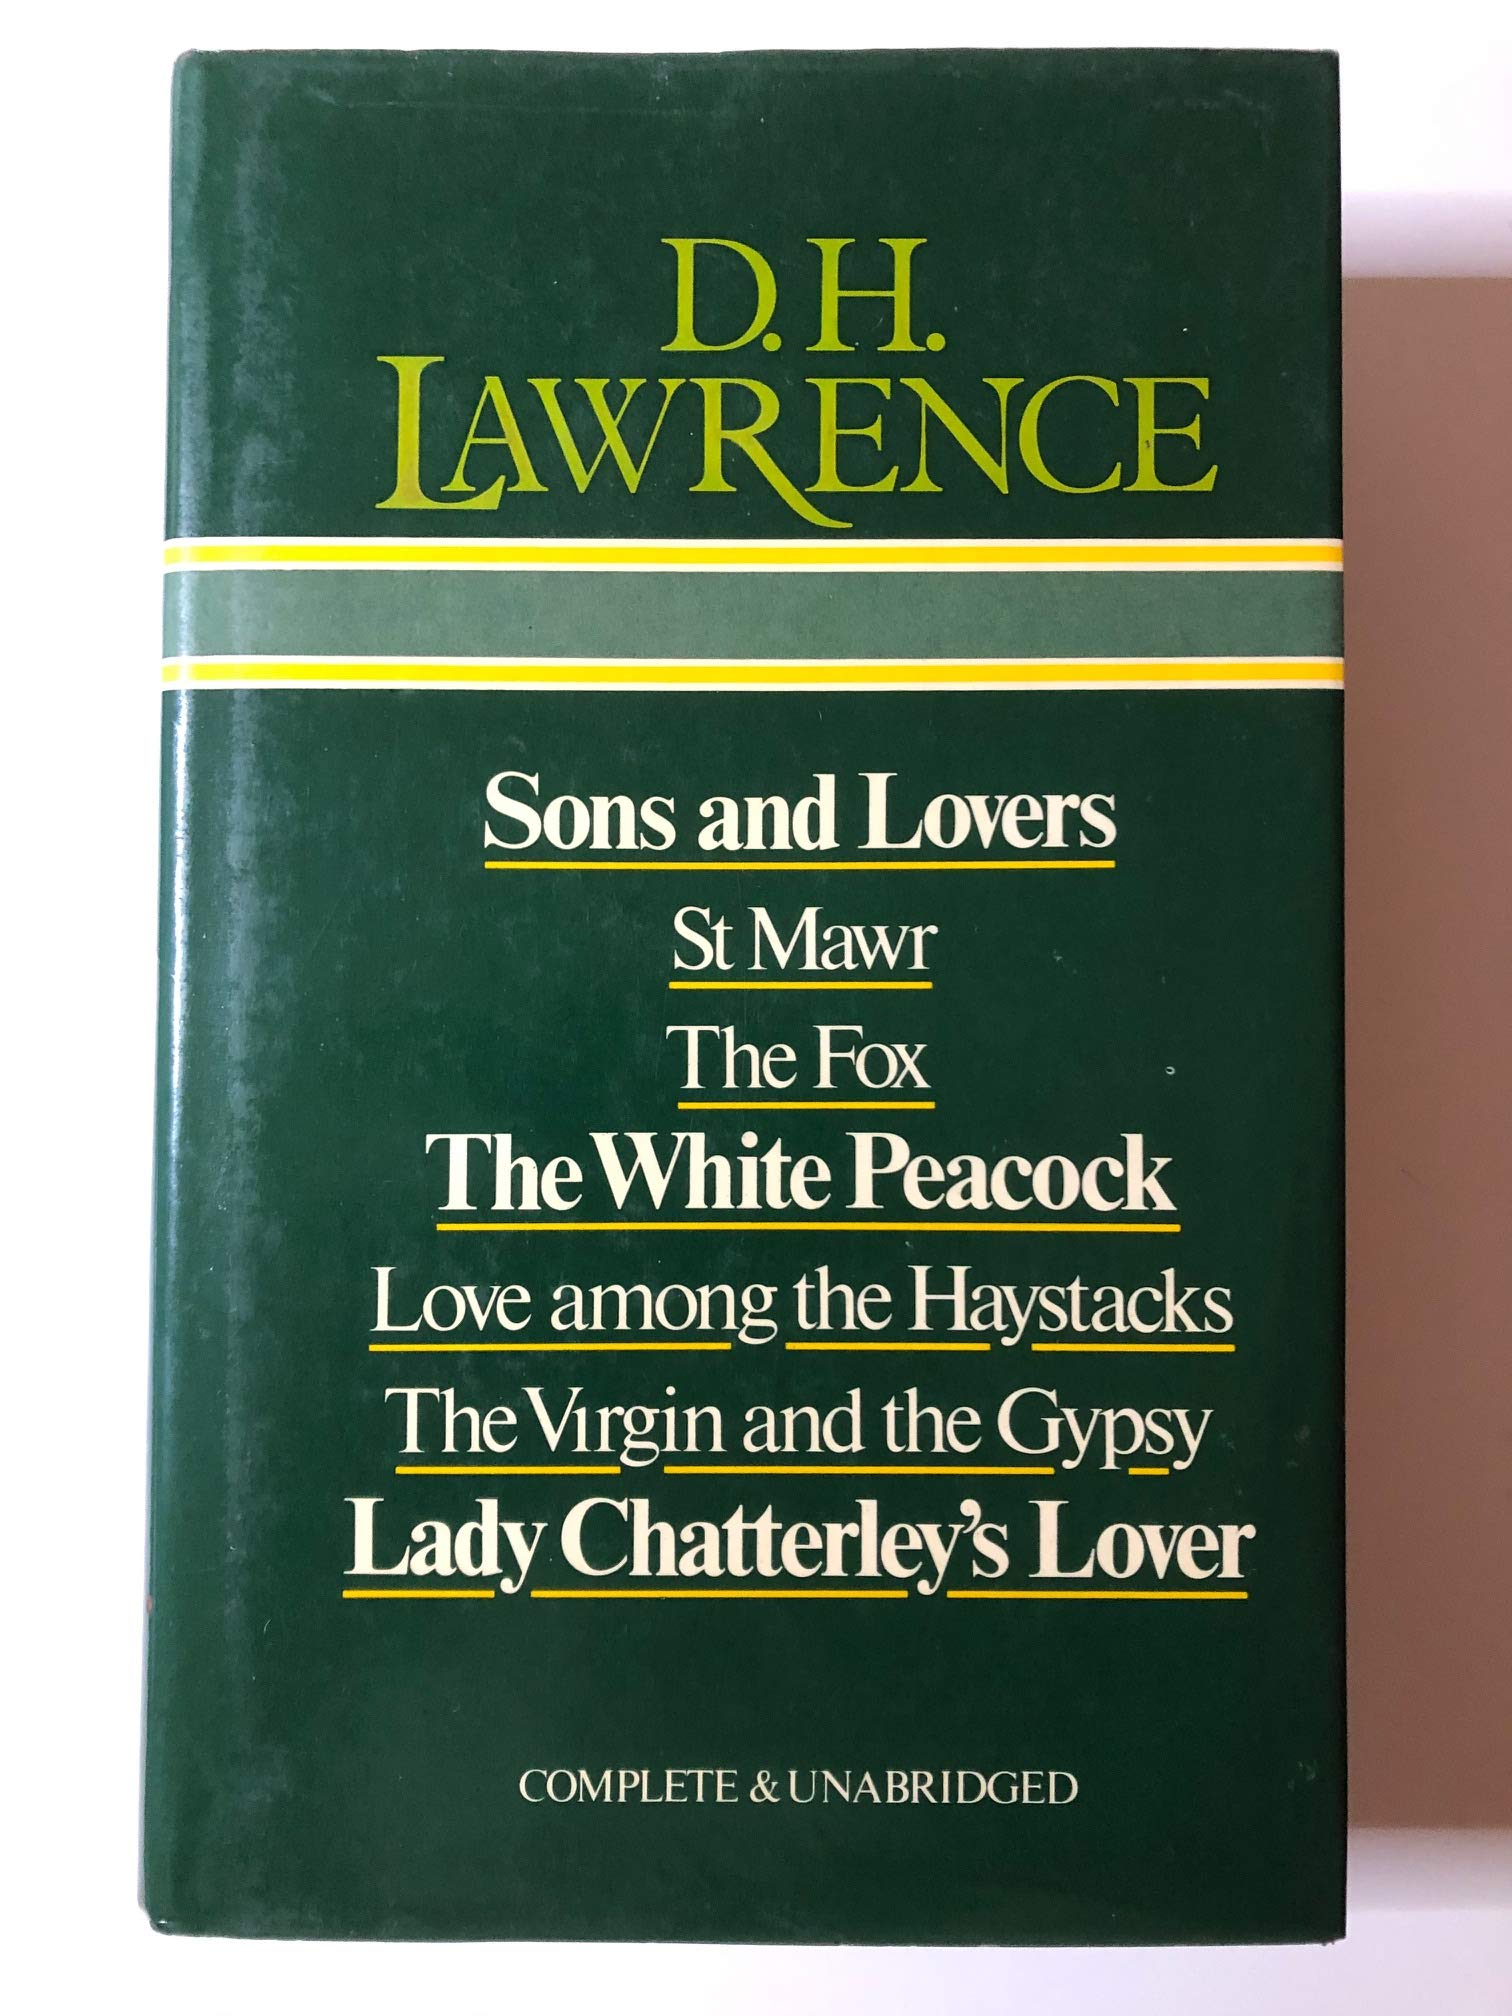 D.H.
LAWRENCE
Sons and Lovers
St Mawr
The Fox
The White Peacock
Love among the Haystacks
The Virgin and the Gypsy
Lady Chatterley's Lover
COMPLETE & UNABRIDGED